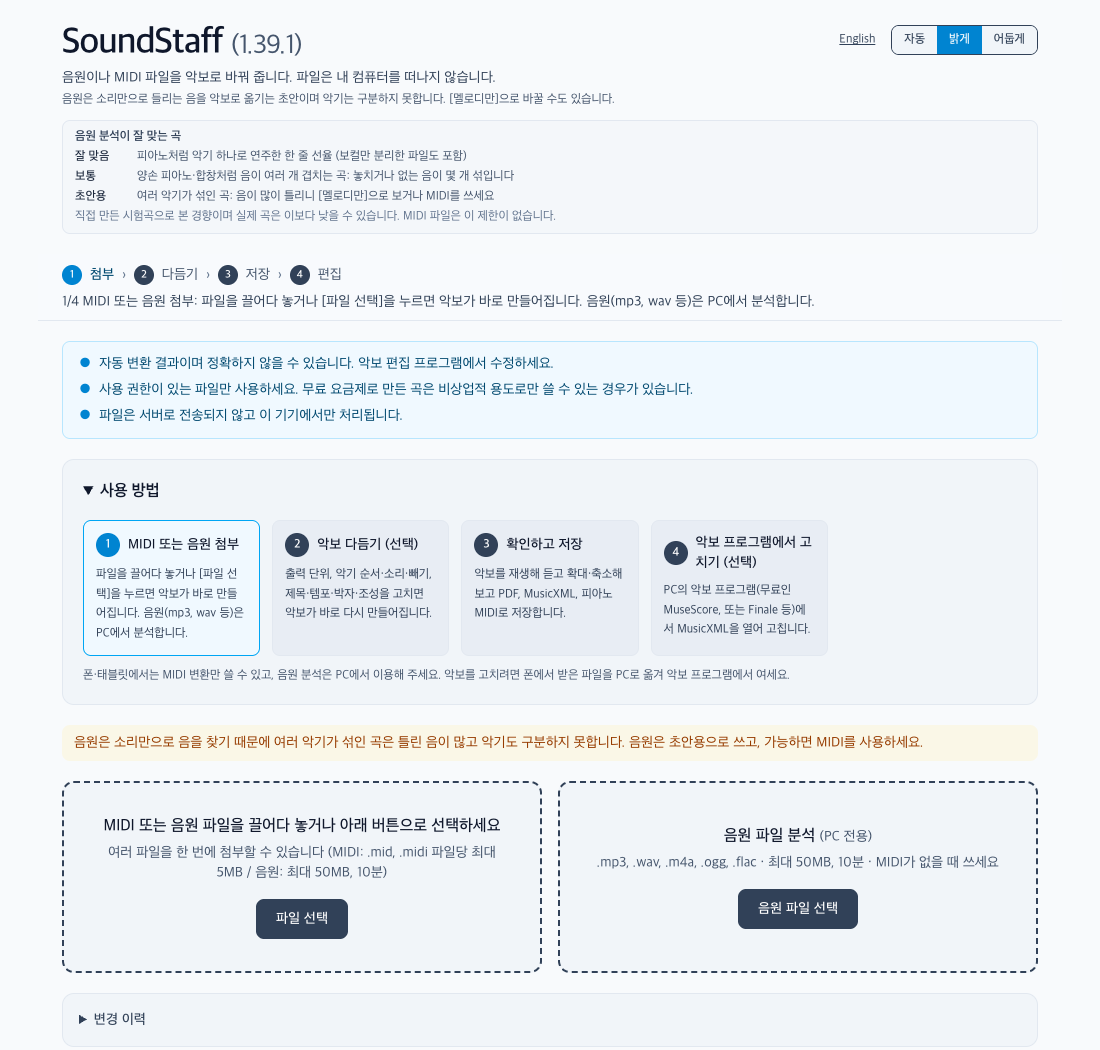 SoundStaff (1.39.1)
English
자동
밝게
어둡게
음원이나 MIDI 파일을 악보로 바꿔 줍니다. 파일은 내 컴퓨터를 떠나지 않습니다.
음원은 소리만으로 들리는 음을 악보로 옮기는 초안이며 악기는 구분하지 못합니다. [멜로디만]으로 바꿀 수도 있습니다.
음원 분석이 잘 맞는 곡
잘 맞음 피아노처럼 악기 하나로 연주한 한 줄 선율 (보컬만 분리한 파일도 포함)
보통 양손 피아노·합창처럼 음이 여러 개 겹치는 곡: 놓치거나 없는 음이 몇 개 섞입니다
초안용 여러 악기가 섞인 곡: 음이 많이 틀리니 [멜로디만]으로 보거나 MIDI를 쓰세요
직접 만든 시험곡으로 본 경향이며 실제 곡은 이보다 낮을 수 있습니다. MIDI 파일은 이 제한이 없습니다.
1 첨부 › 2 다듬기 › 3 저장 › 4 편집
1/4 MIDI 또는 음원 첨부: 파일을 끌어다 놓거나 [파일 선택]을 누르면 악보가 바로 만들어집니다. 음원(mp3, wav 등)은 PC에서 분석합니다.
● 자동 변환 결과이며 정확하지 않을 수 있습니다. 악보 편집 프로그램에서 수정하세요.
● 사용 권한이 있는 파일만 사용하세요. 무료 요금제로 만든 곡은 비상업적 용도로만 쓸 수 있는 경우가 있습니다.
● 파일은 서버로 전송되지 않고 이 기기에서만 처리됩니다.
▼ 사용 방법
1 MIDI 또는 음원 첨부
파일을 끌어다 놓거나 [파일 선
택]을 누르면 악보가 바로 만들
어집니다. 음원(mp3, wav 등)은
PC에서 분석합니다.
2 악보 다듬기 (선택)
출력 단위, 악기 순서·소리·빼기,
제목·템포·박자·조성을 고치면
악보가 바로 다시 만들어집니다.
3 확인하고 저장
악보를 재생해 듣고 확대·축소해
보고 PDF, MusicXML, 피아노
MIDI로 저장합니다.
4 악보 프로그램에서 고
치기 (선택)
PC의 악보 프로그램(무료인
MuseScore, 또는 Finale 등)에
서 MusicXML을 열어 고칩니다.
폰·태블릿에서는 MIDI 변환만 쓸 수 있고, 음원 분석은 PC에서 이용해 주세요. 악보를 고치려면 폰에서 받은 파일을 PC로 옮겨 악보 프로그램에서 여세요.
음원은 소리만으로 음을 찾기 때문에 여러 악기가 섞인 곡은 틀린 음이 많고 악기도 구분하지 못합니다. 음원은 초안용으로 쓰고, 가능하면 MIDI를 사용하세요.
MIDI 또는 음원 파일을 끌어다 놓거나 아래 버튼으로 선택하세요
여러 파일을 한 번에 첨부할 수 있습니다 (MIDI: .mid, .midi 파일당 최대
5MB / 음원: 최대 50MB, 10분)
파일 선택
음원 파일 분석 (PC 전용)
.mp3, .wav, .m4a, .ogg, .flac · 최대 50MB, 10분 · MIDI가 없을 때 쓰세요
음원 파일 선택
▶ 변경 이력